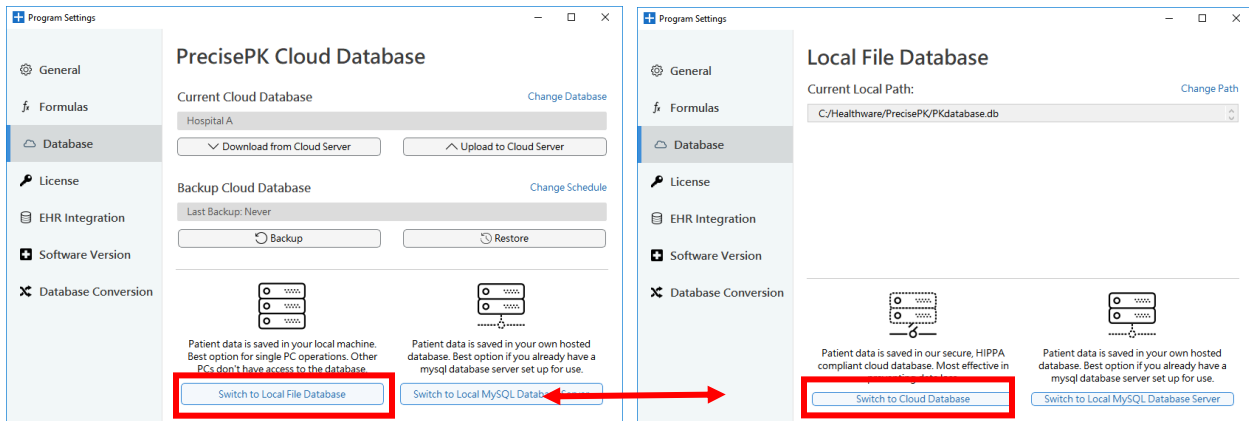 Program Settings
General
Formulas
Database
License
EHR Integration
Software Version
Database Conversion
PrecisePK Cloud Database
Current Cloud Database
Change Database
Hospital A
Download from Cloud Server
Upload to Cloud Server
Backup Cloud Database
Change Schedule
Last Backup: Never
Backup
Restore
Patient data is saved in your local machine.
Best option for single PC operations. Other
PCs don't have access to the database.
Switch to Local File Database
Patient data is saved in your own hosted
database. Best option if you already have a
mysql database server set up for use.
Switch to Local MySQL Database Server
Program Settings
General
Formulas
Database
License
EHR Integration
Software Version
Database Conversion
Local File Database
Current Local Path:
Change Path
C:/Healthware/PrecisePK/PKdatabase.db
Patient data is saved in our secure, HIPPA
compliant cloud database. Most effective in
Switch to Cloud Database
Patient data is saved in your own hosted
database. Best option if you already have a
mysql database server set up for use.
Switch to Local MySQL Database Server